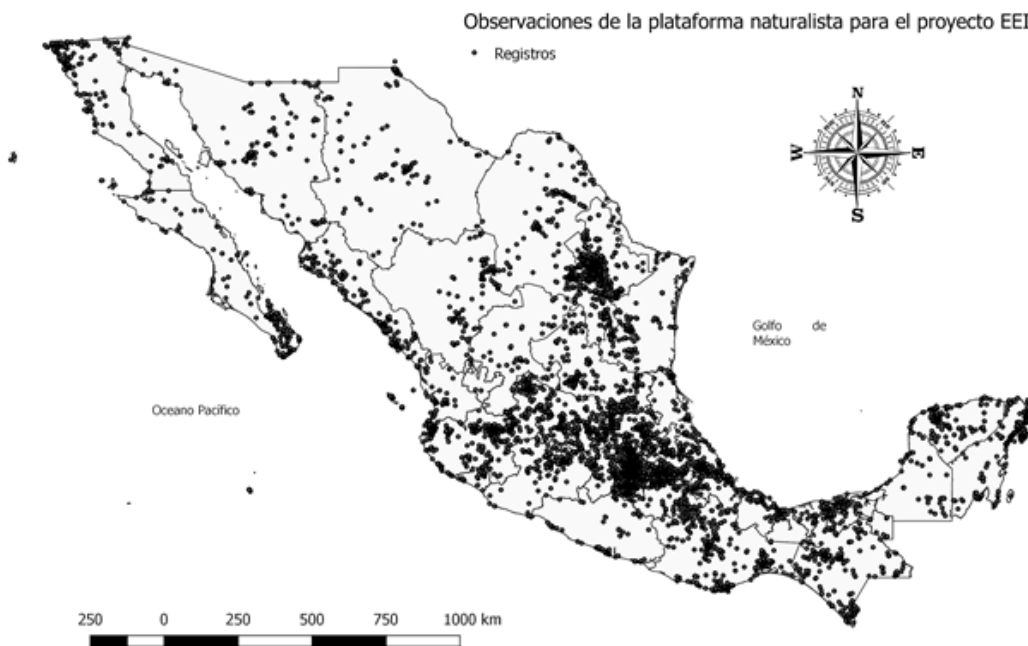 Observaciones de la plataforma naturalista para el proyecto EEI
Registros
N
W
E
S
Golfo de
México
Oceano Pacífico
250 0 250 500 750 1000 km